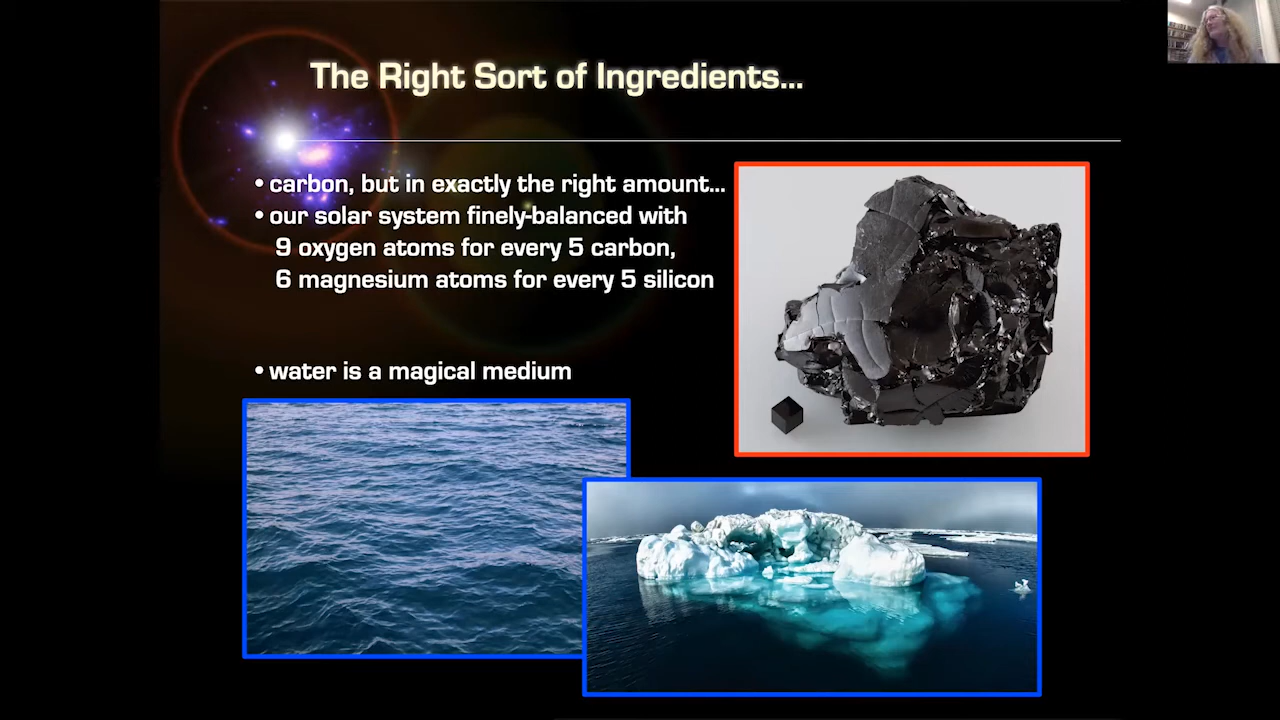 The Right Sort of Ingredients...
• carbon, but in exactly the right amount...
• our solar system finely-balanced with
9 oxygen atoms for every 5 carbon,
6 magnesium atoms for every 5 silicon
• water is a magical medium